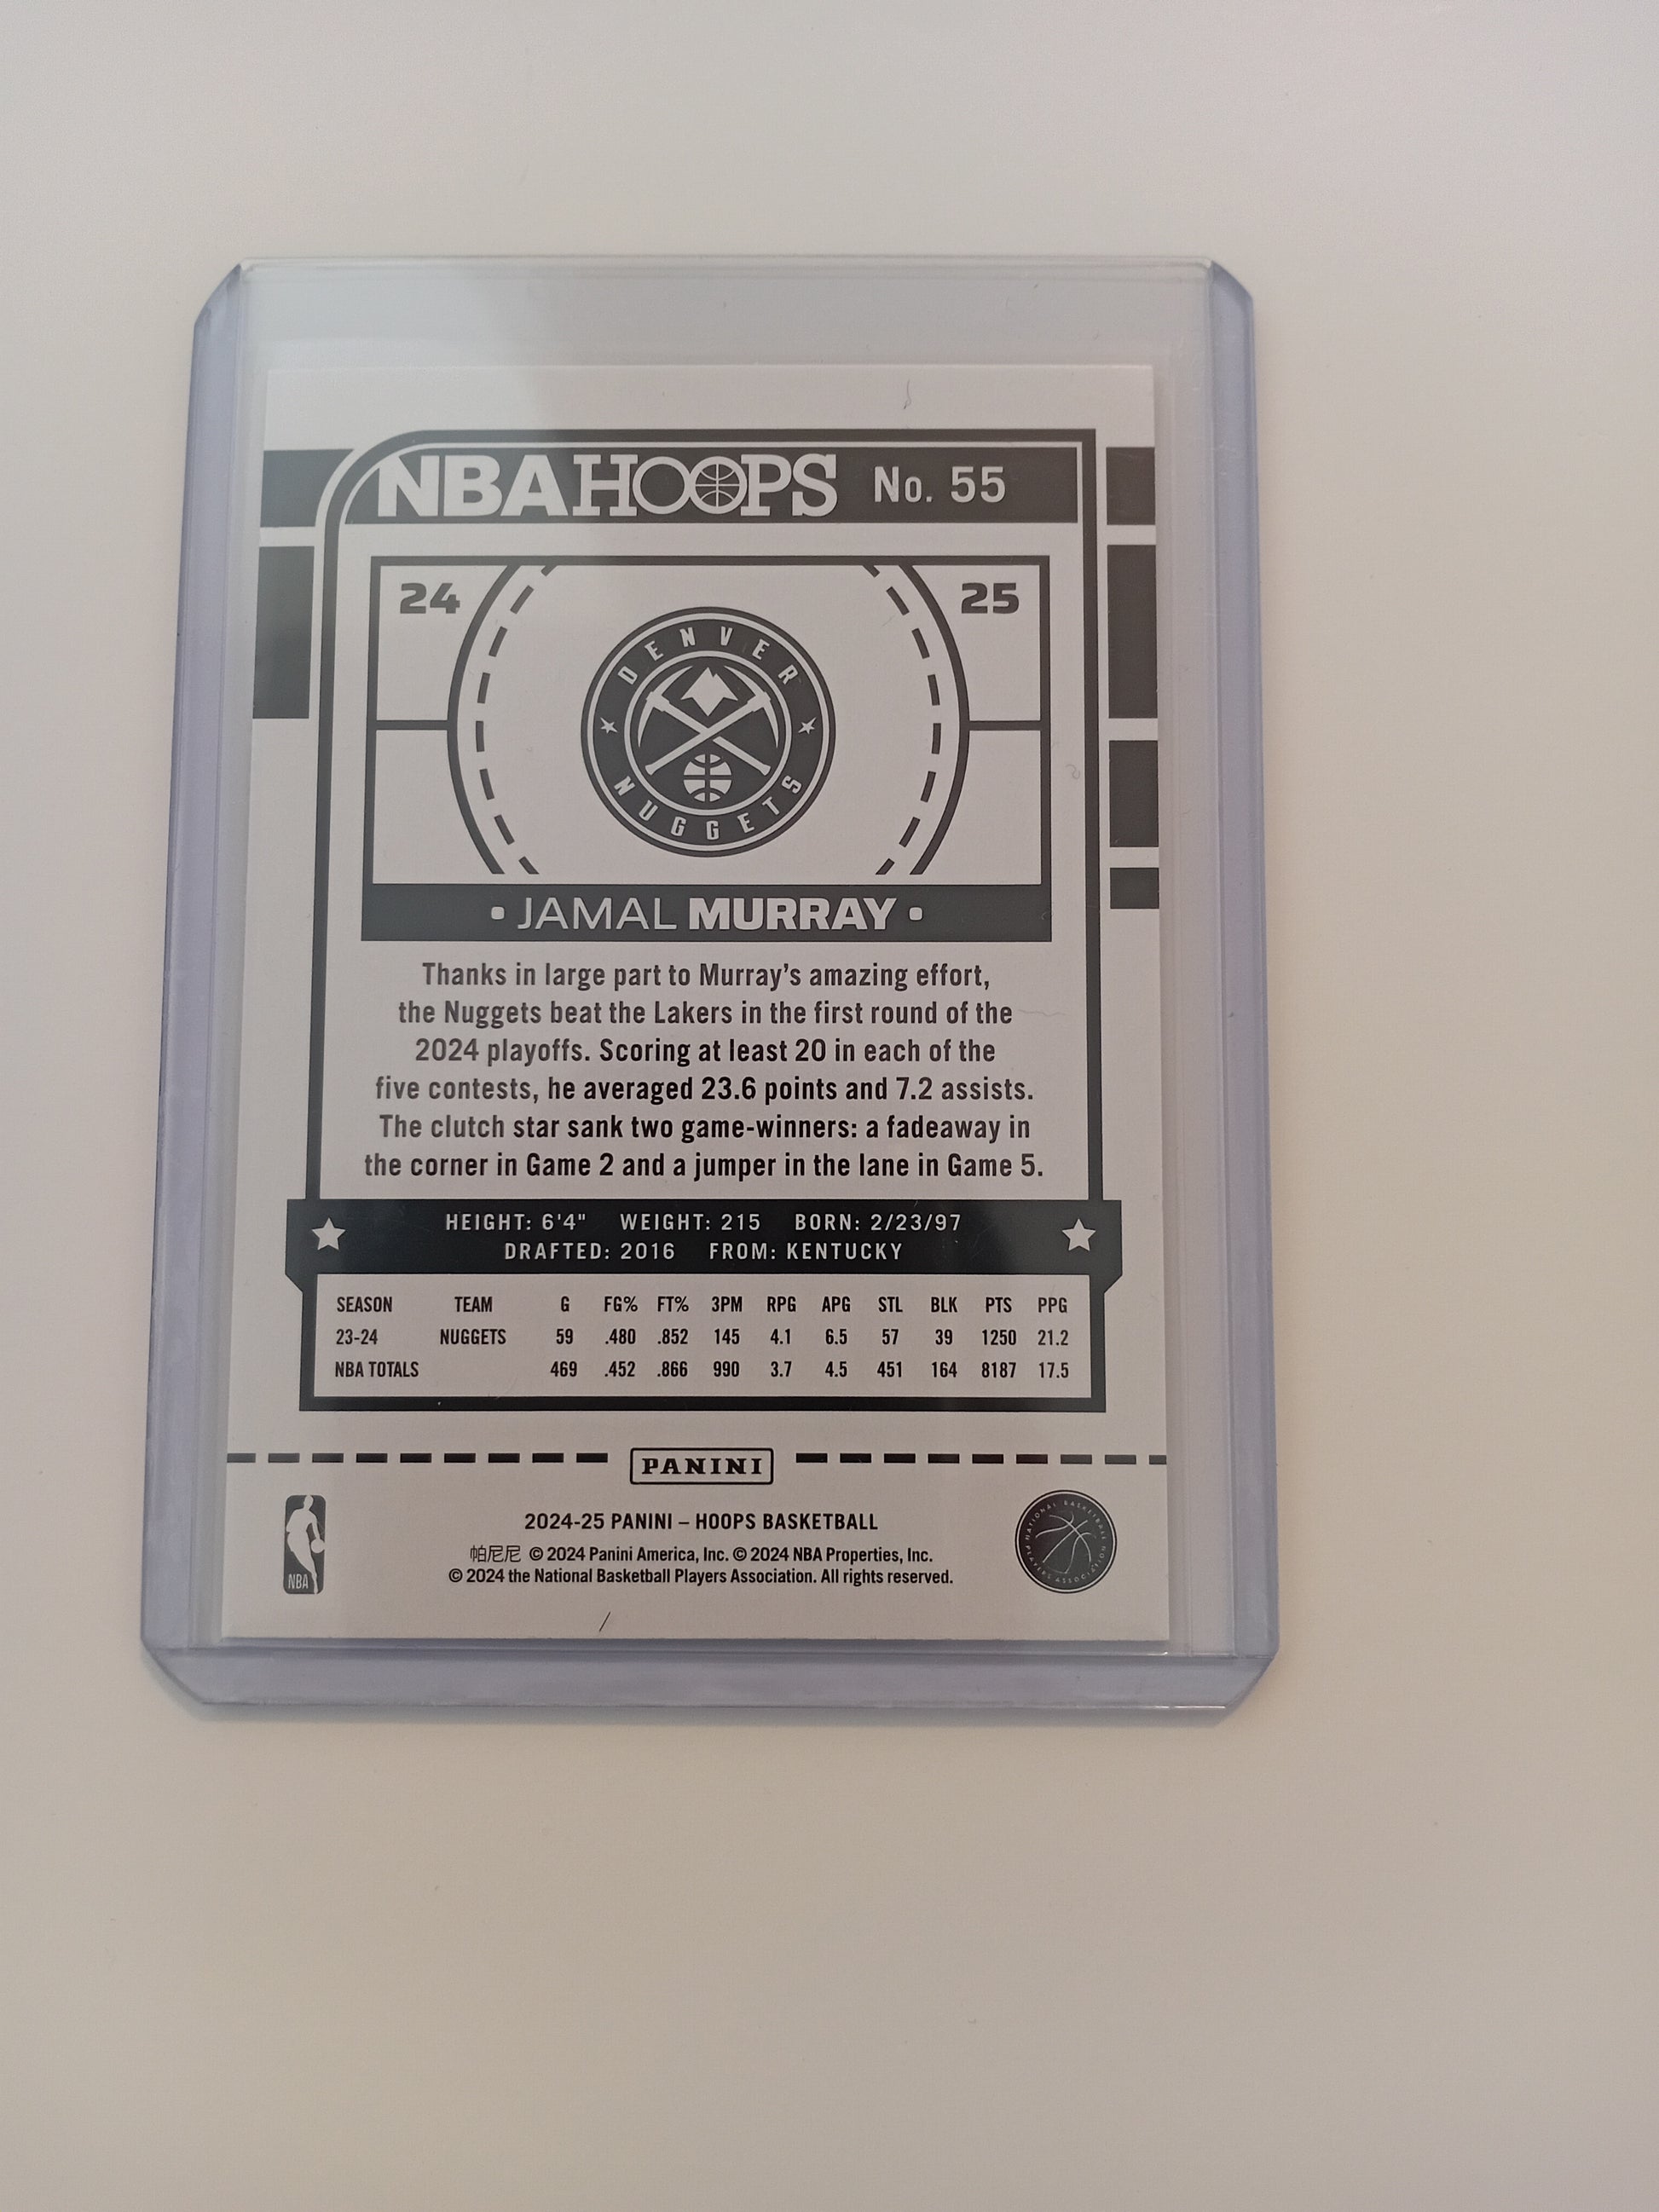 NBA HOOPS No. 55
24 25
DENVER
NUGGETS
• JAMAL MURRAY •
Thanks in large part to Murray's amazing effort,
the Nuggets beat the Lakers in the first round of the
2024 playoffs. Scoring at least 20 in each of the
five contests, he averaged 23.6 points and 7.2 assists.
The clutch star sank two game-winners: a fadeaway in
the corner in Game 2 and a jumper in the lane in Game 5.
HEIGHT: 6'4" WEIGHT: 215 BORN: 2/23/97
DRAFTED: 2016 FROM: KENTUCKY
SEASON TEAM G FG% FT% 3PM RPG APG STL BLK PTS PPG
23-24 NUGGETS 59 .480 .852 145 4.1 6.5 57 39 1250 21.2
NBA TOTALS 469 .452 .866 990 3.7 4.5 451 164 8187 17.5
PANINI
2024-25 PANINI – HOOPS BASKETBALL
帕尼尼 © 2024 Panini America, Inc. © 2024 NBA Properties, Inc.
© 2024 the National Basketball Players Association. All rights reserved.
NBA
NATIONAL BASKETBALL
PLAYERS ASSOCIATION